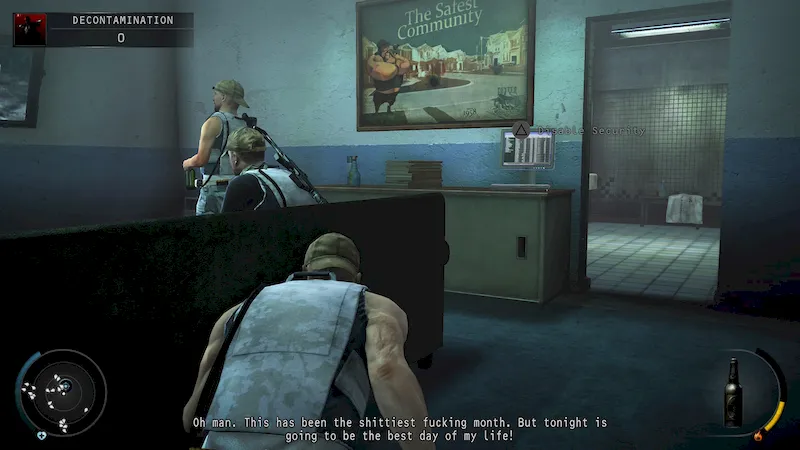 DECONTAMINATION
0
The Safest
Community
1958
Disable Security
Oh man. This has been the shittiest fucking month. But tonight is
going to be the best day of my life!